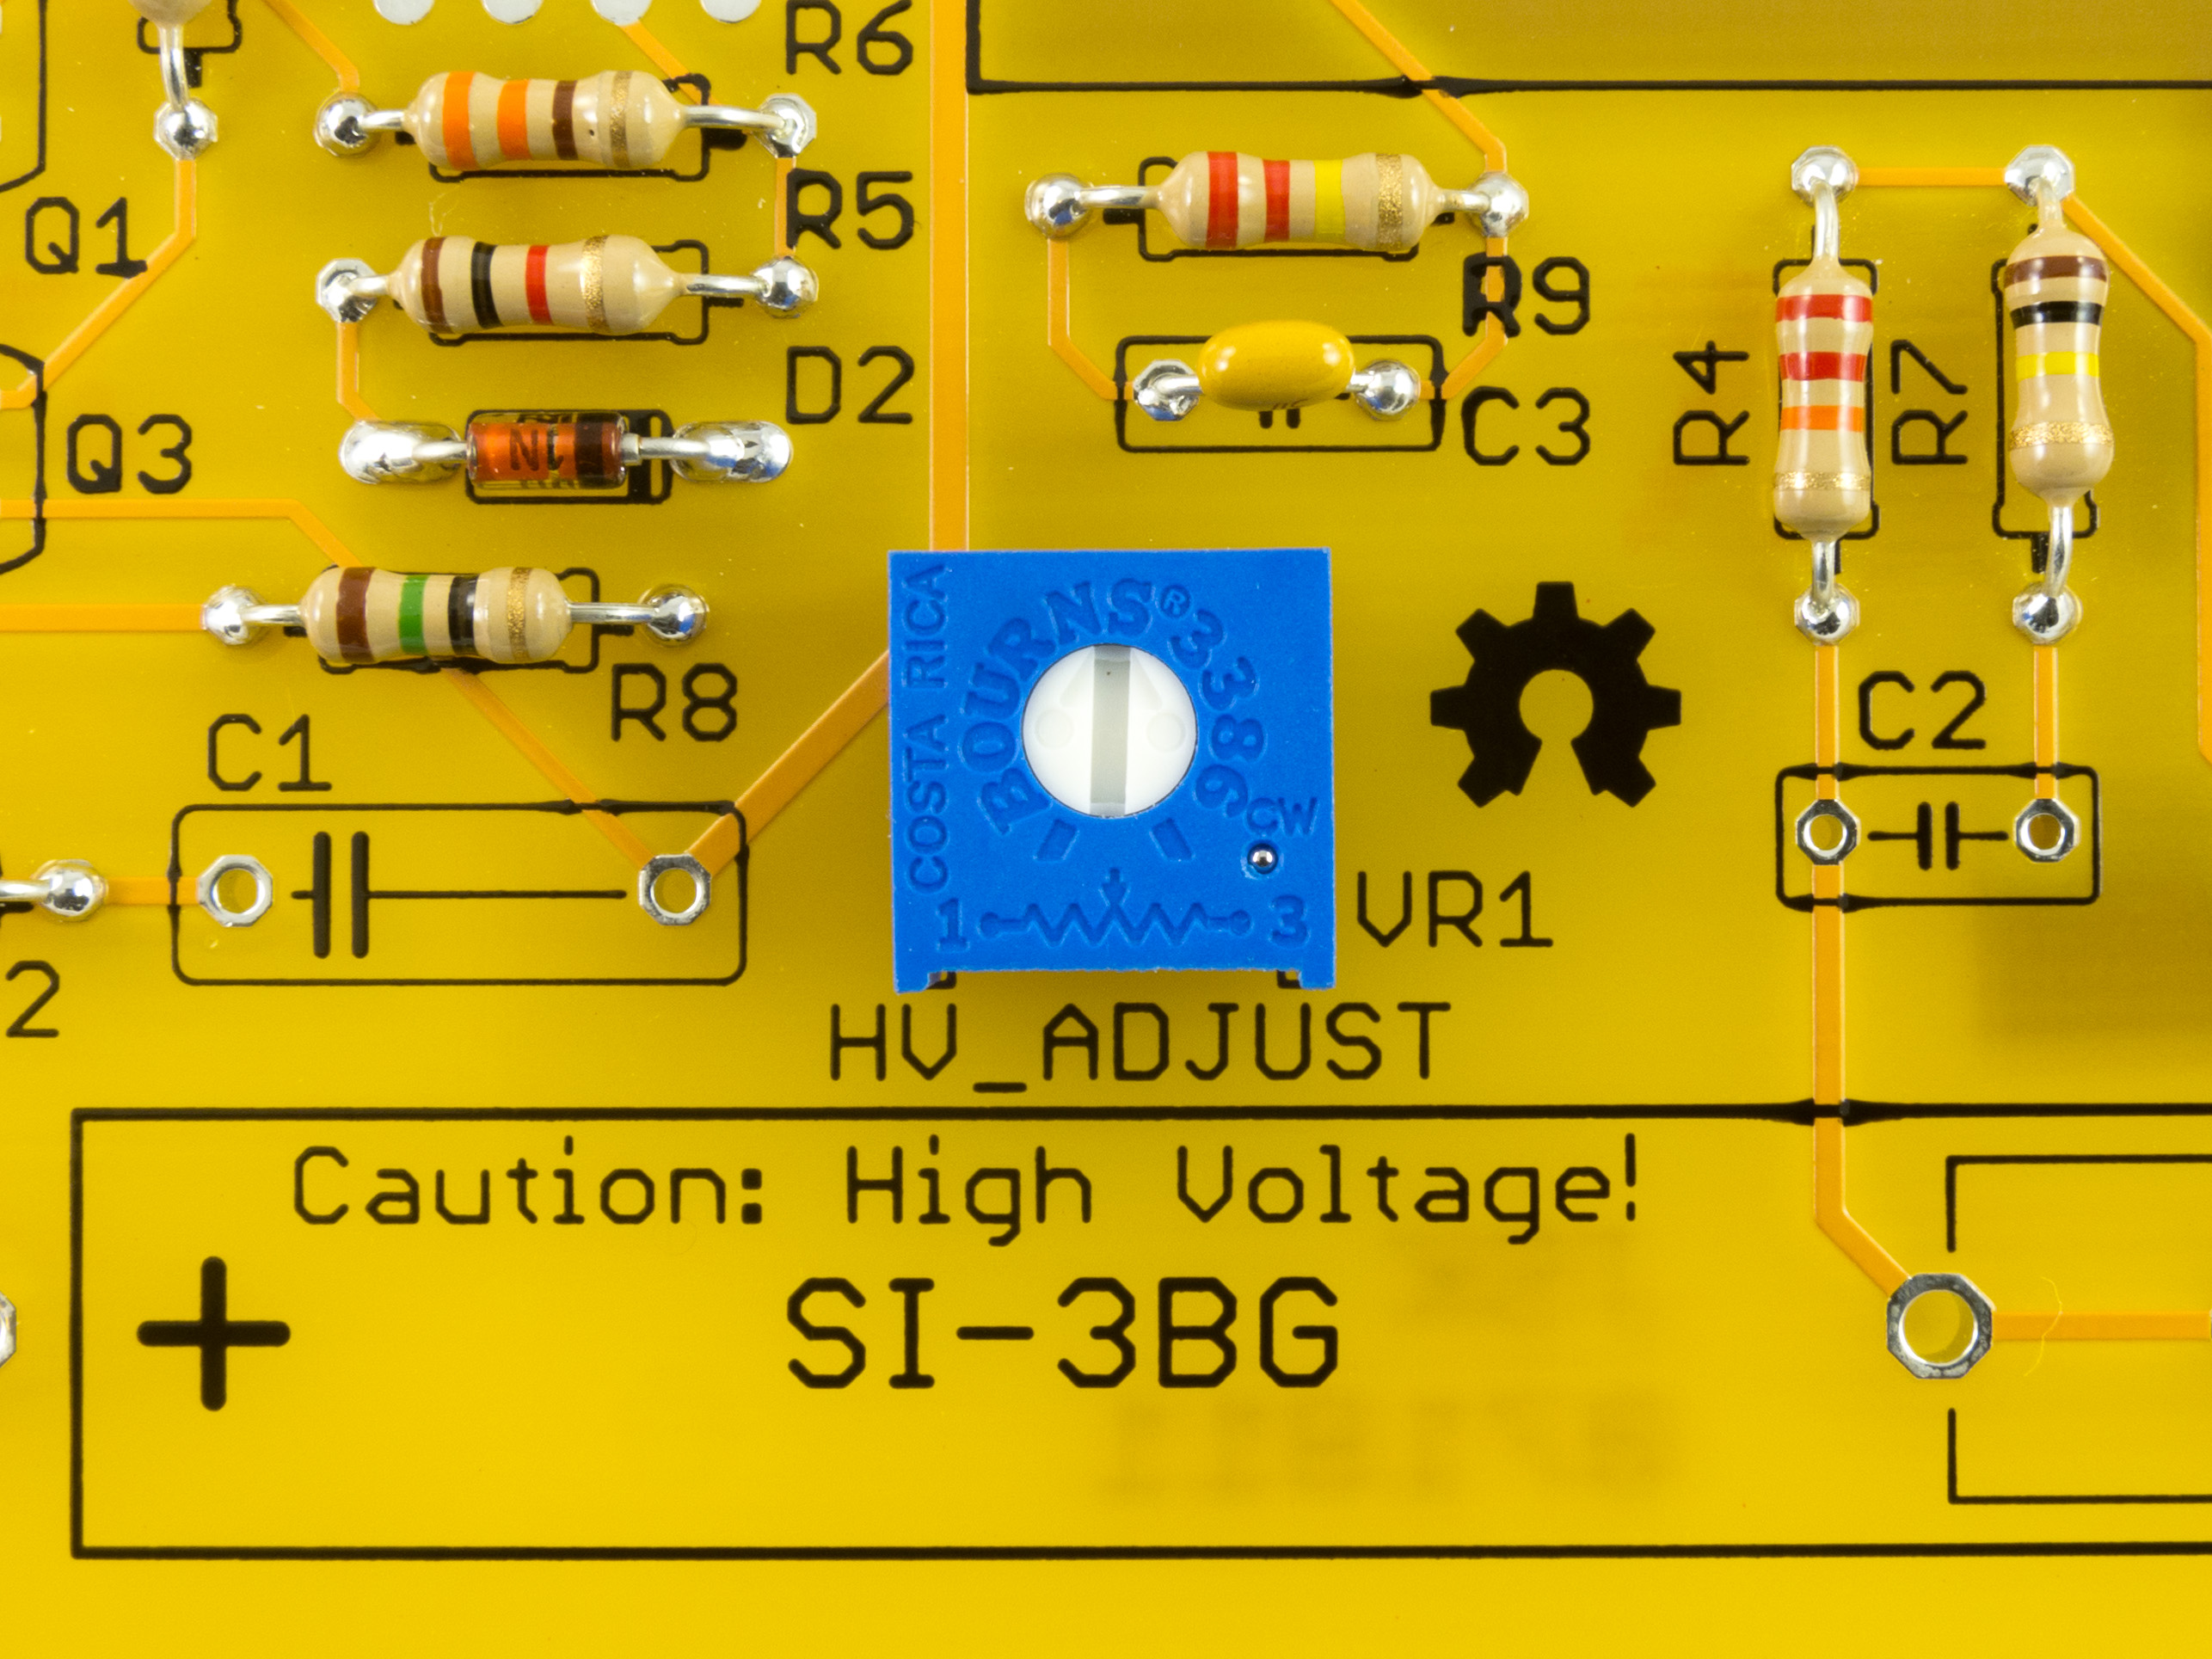 R6
R5
Q1
R9
D2
R4
R7
C3
Q3
R8
C2
C1
COSTA RICA
BOURNS® 3386
CW
1
3
VR1
2
HV_ADJUST
Caution: High Voltage!
+
SI-3BG